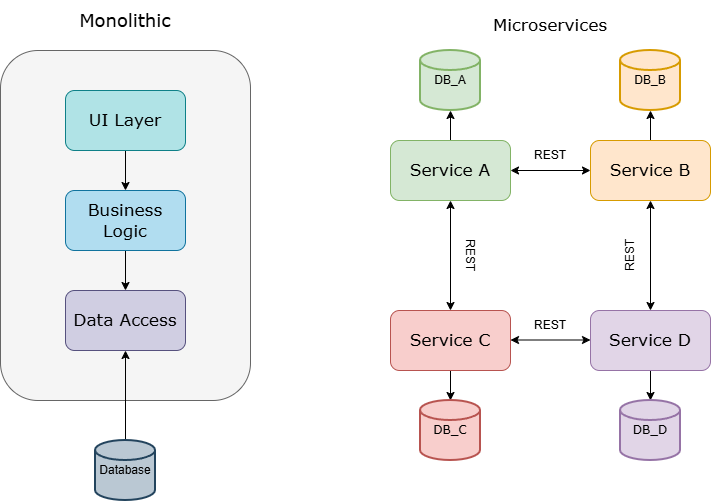 Monolithic
UI Layer
Business
Logic
Data Access
Database
Microservices
DB_A
DB_B
Service A
REST
Service B
REST
REST
Service C
REST
Service D
DB_C
DB_D